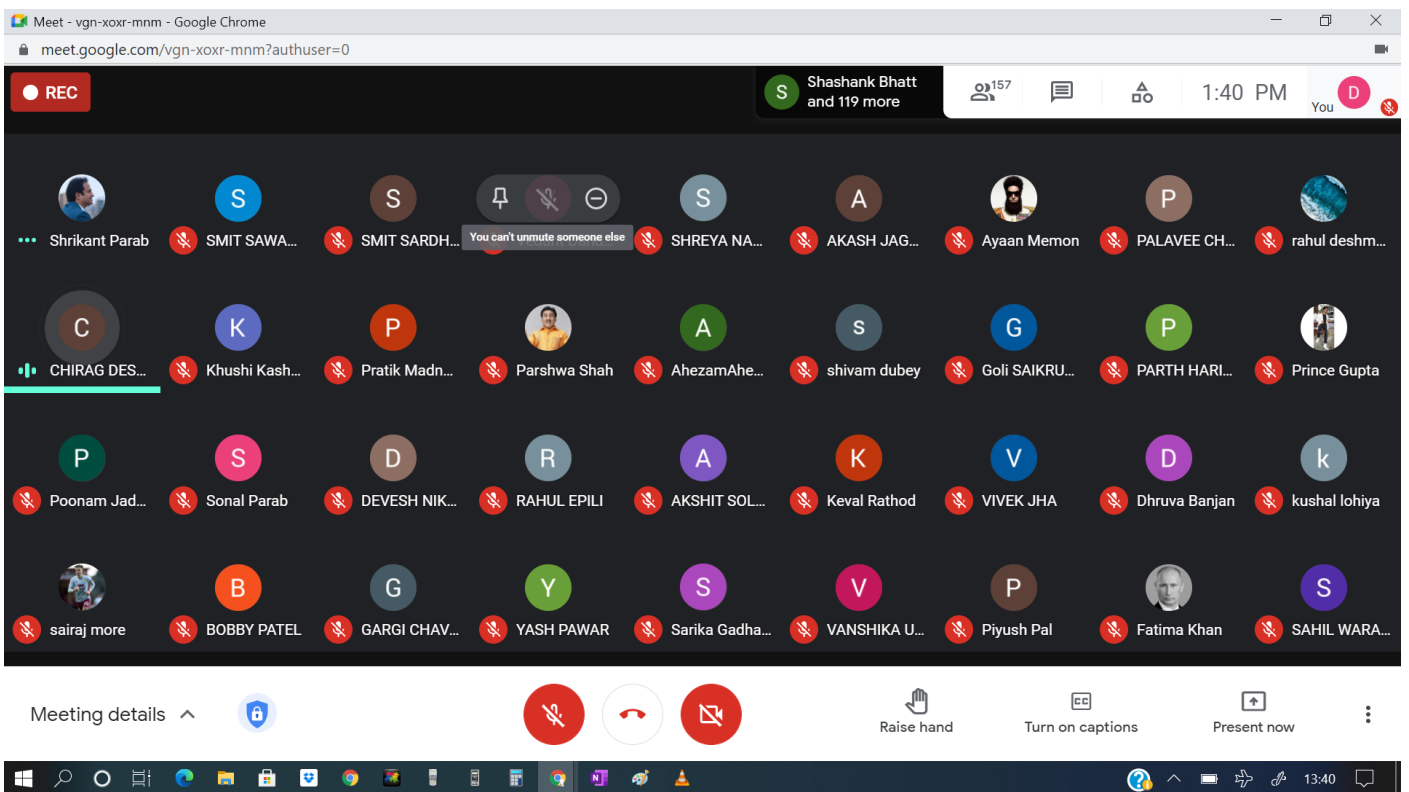 Meet - vgn-xoxr-mnm - Google Chrome
meet.google.com/vgn-xoxr-mnm?authuser=0
REC
S
Shashank Bhatt
and 119 more
157
1:40 PM
You
D
Shrikant Parab
S
SMIT SAWA...
S
SMIT SARDH...
You can't unmute someone else
S
SHREYA NA...
A
AKASH JAG...
Ayaan Memon
P
PALAVEE CH...
rahul deshm...
C
CHIRAG DES...
K
Khushi Kash...
P
Pratik Madn...
Parshwa Shah
A
AhezamAhe...
s
shivam dubey
G
Goli SAIKRU...
P
PARTH HARI...
Prince Gupta
P
Poonam Jad...
S
Sonal Parab
D
DEVESH NIK...
R
RAHUL EPILI
A
AKSHIT SOL...
K
Keval Rathod
V
VIVEK JHA
D
Dhruva Banjan
k
kushal lohiya
sairaj more
B
BOBBY PATEL
G
GARGI CHAV...
Y
YASH PAWAR
S
Sarika Gadha...
V
VANSHIKA U...
P
Piyush Pal
Fatima Khan
S
SAHIL WARA...
Meeting details
Raise hand
CC
Turn on captions
Present now
13:40